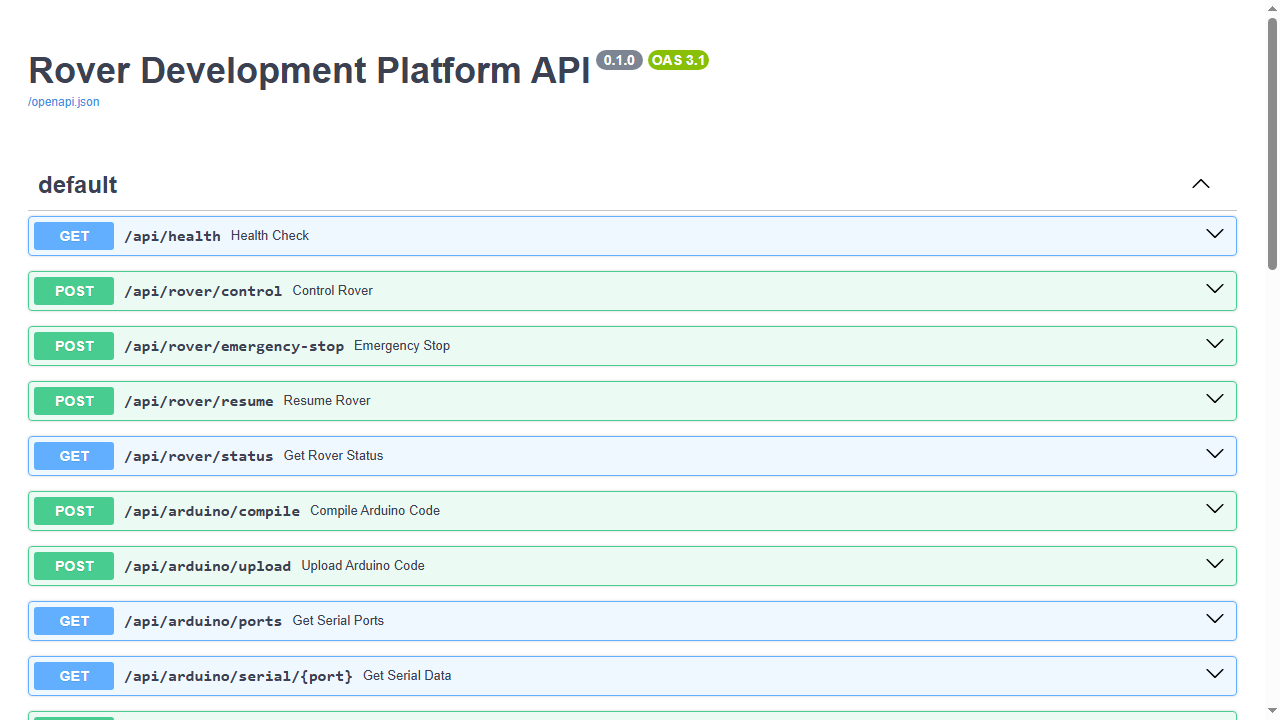 Rover Development Platform API 0.1.0 OAS 3.1
/openapi.json
default
GET /api/health Health Check
POST /api/rover/control Control Rover
POST /api/rover/emergency-stop Emergency Stop
POST /api/rover/resume Resume Rover
GET /api/rover/status Get Rover Status
POST /api/arduino/compile Compile Arduino Code
POST /api/arduino/upload Upload Arduino Code
GET /api/arduino/ports Get Serial Ports
GET /api/arduino/serial/{port} Get Serial Data